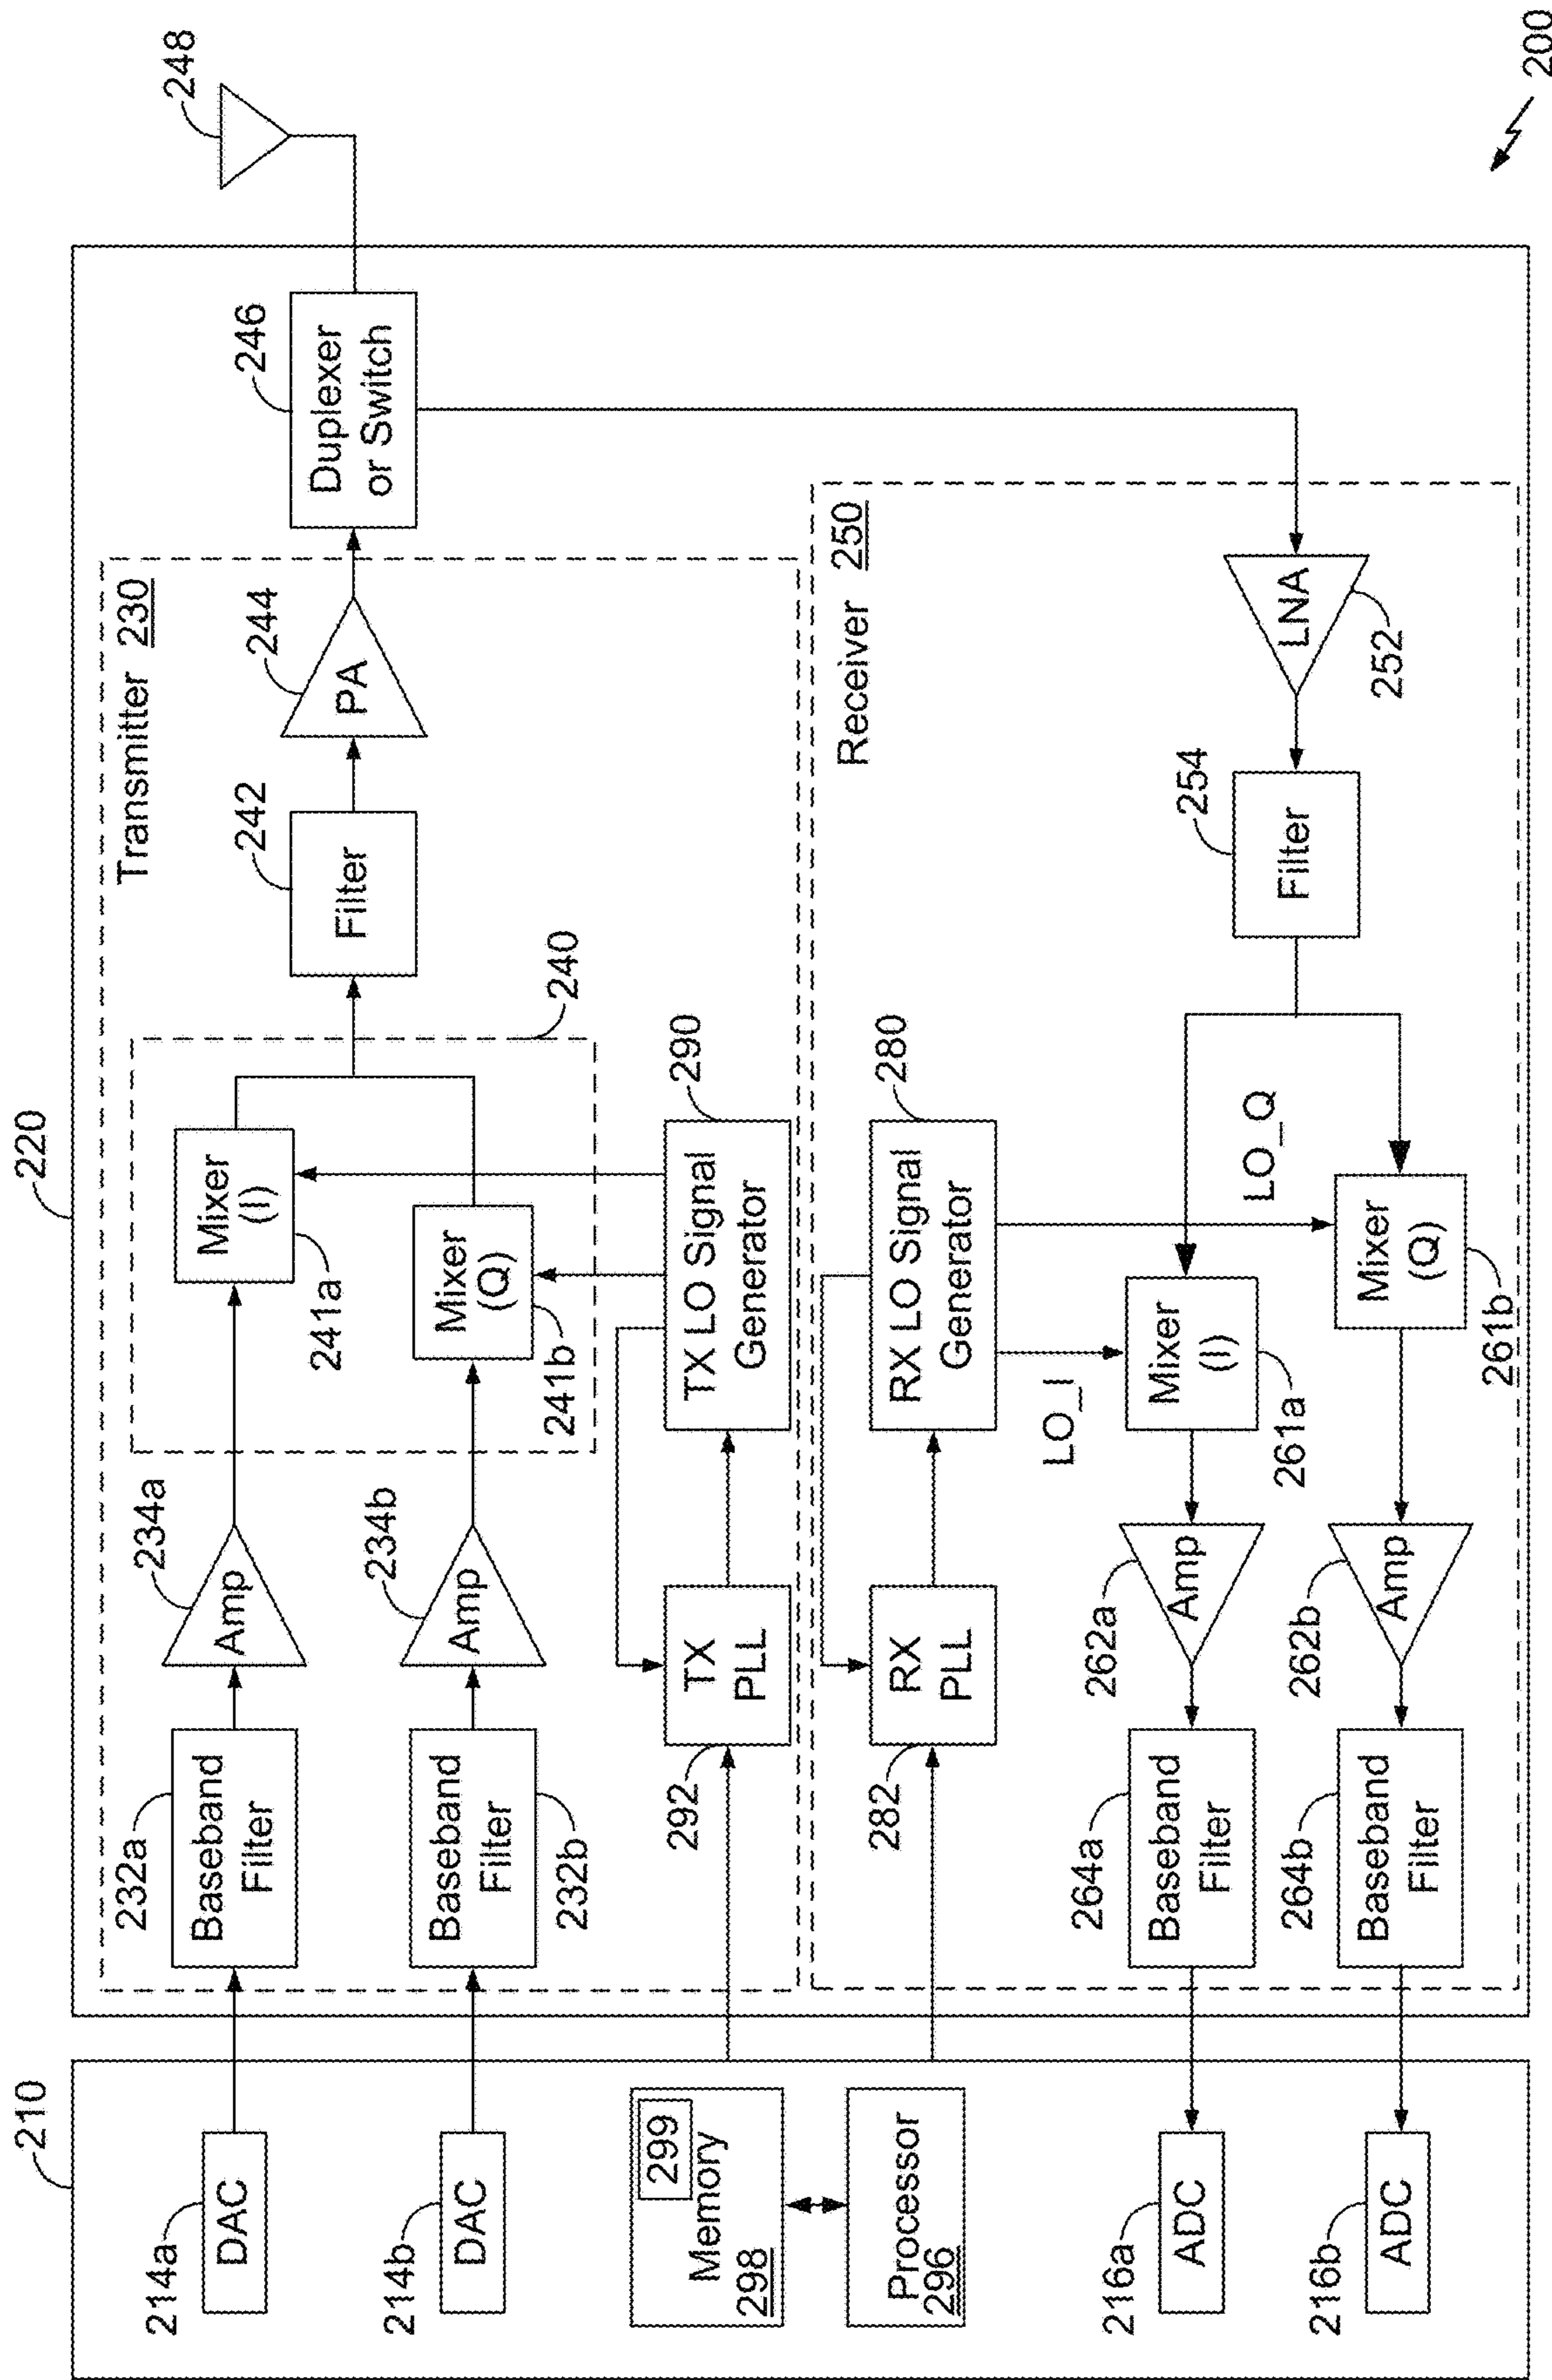 220
210
248
Transmitter 230
232a
234a
246
214a
DAC
Baseband
Filter
Amp
Mixer
(I)
241a
242
244
Filter
PA
Duplexer
or Switch
240
214b
DAC
Baseband
Filter
232b
234b
Amp
Mixer
(Q)
241b
290
TX
PLL
292
TX LO Signal
Generator
299
Memory
298
Processor
296
Receiver 250
280
RX
PLL
282
RX LO Signal
Generator
LO_I
LO_Q
254
216a
ADC
264a
Baseband
Filter
262a
Amp
Mixer
(I)
261a
Filter
LNA
252
216b
ADC
264b
Baseband
Filter
262b
Amp
Mixer
(Q)
261b
200